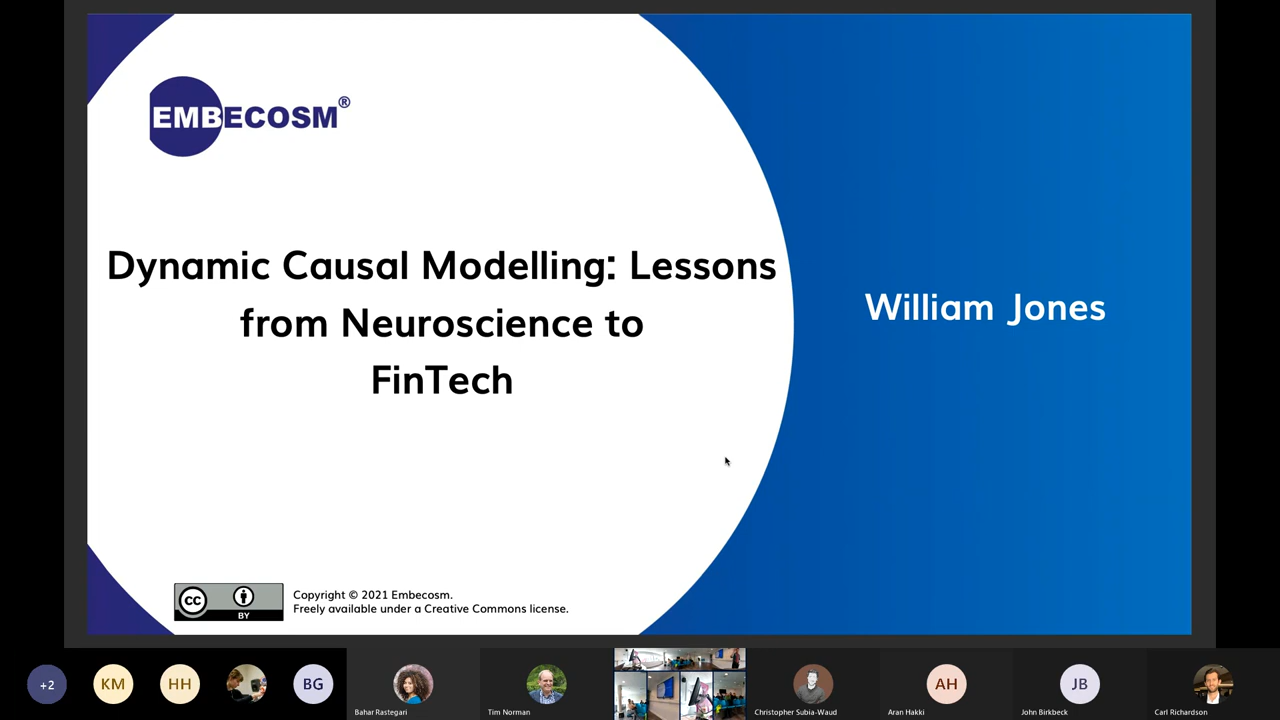 EMBECOSM®
Dynamic Causal Modelling: Lessons
from Neuroscience to
FinTech
William Jones
CC
BY
Copyright © 2021 Embecosm.
Freely available under a Creative Commons license.
+2
KM
HH
BG
Bahar Rastegari
Tim Norman
Christopher Subia-Waud
AH
Aran Hakki
JB
John Birkbeck
Carl Richardson